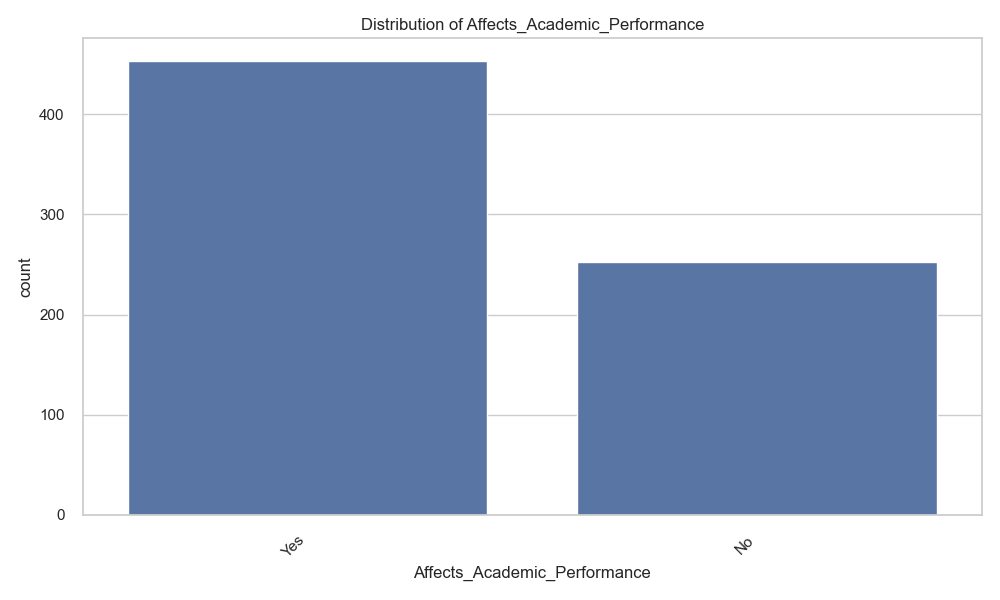 Distribution of Affects_Academic_Performance
400
300
200
100
0
count
Yes
No
Affects_Academic_Performance